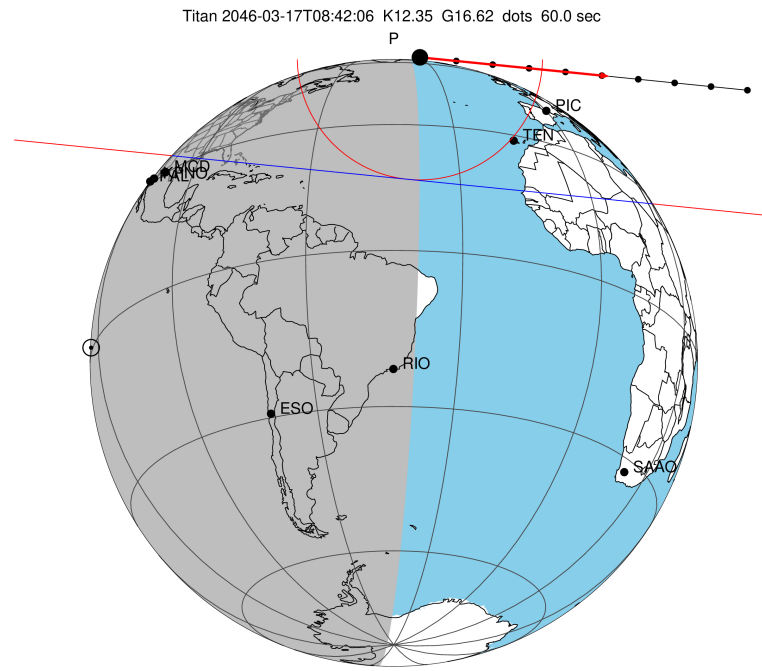 Titan 2046-03-17T08:42:06 K12.35 G16.62 dots 60.0 sec
P
PIC
TEN
MCD
RIO
ESO
SAAO